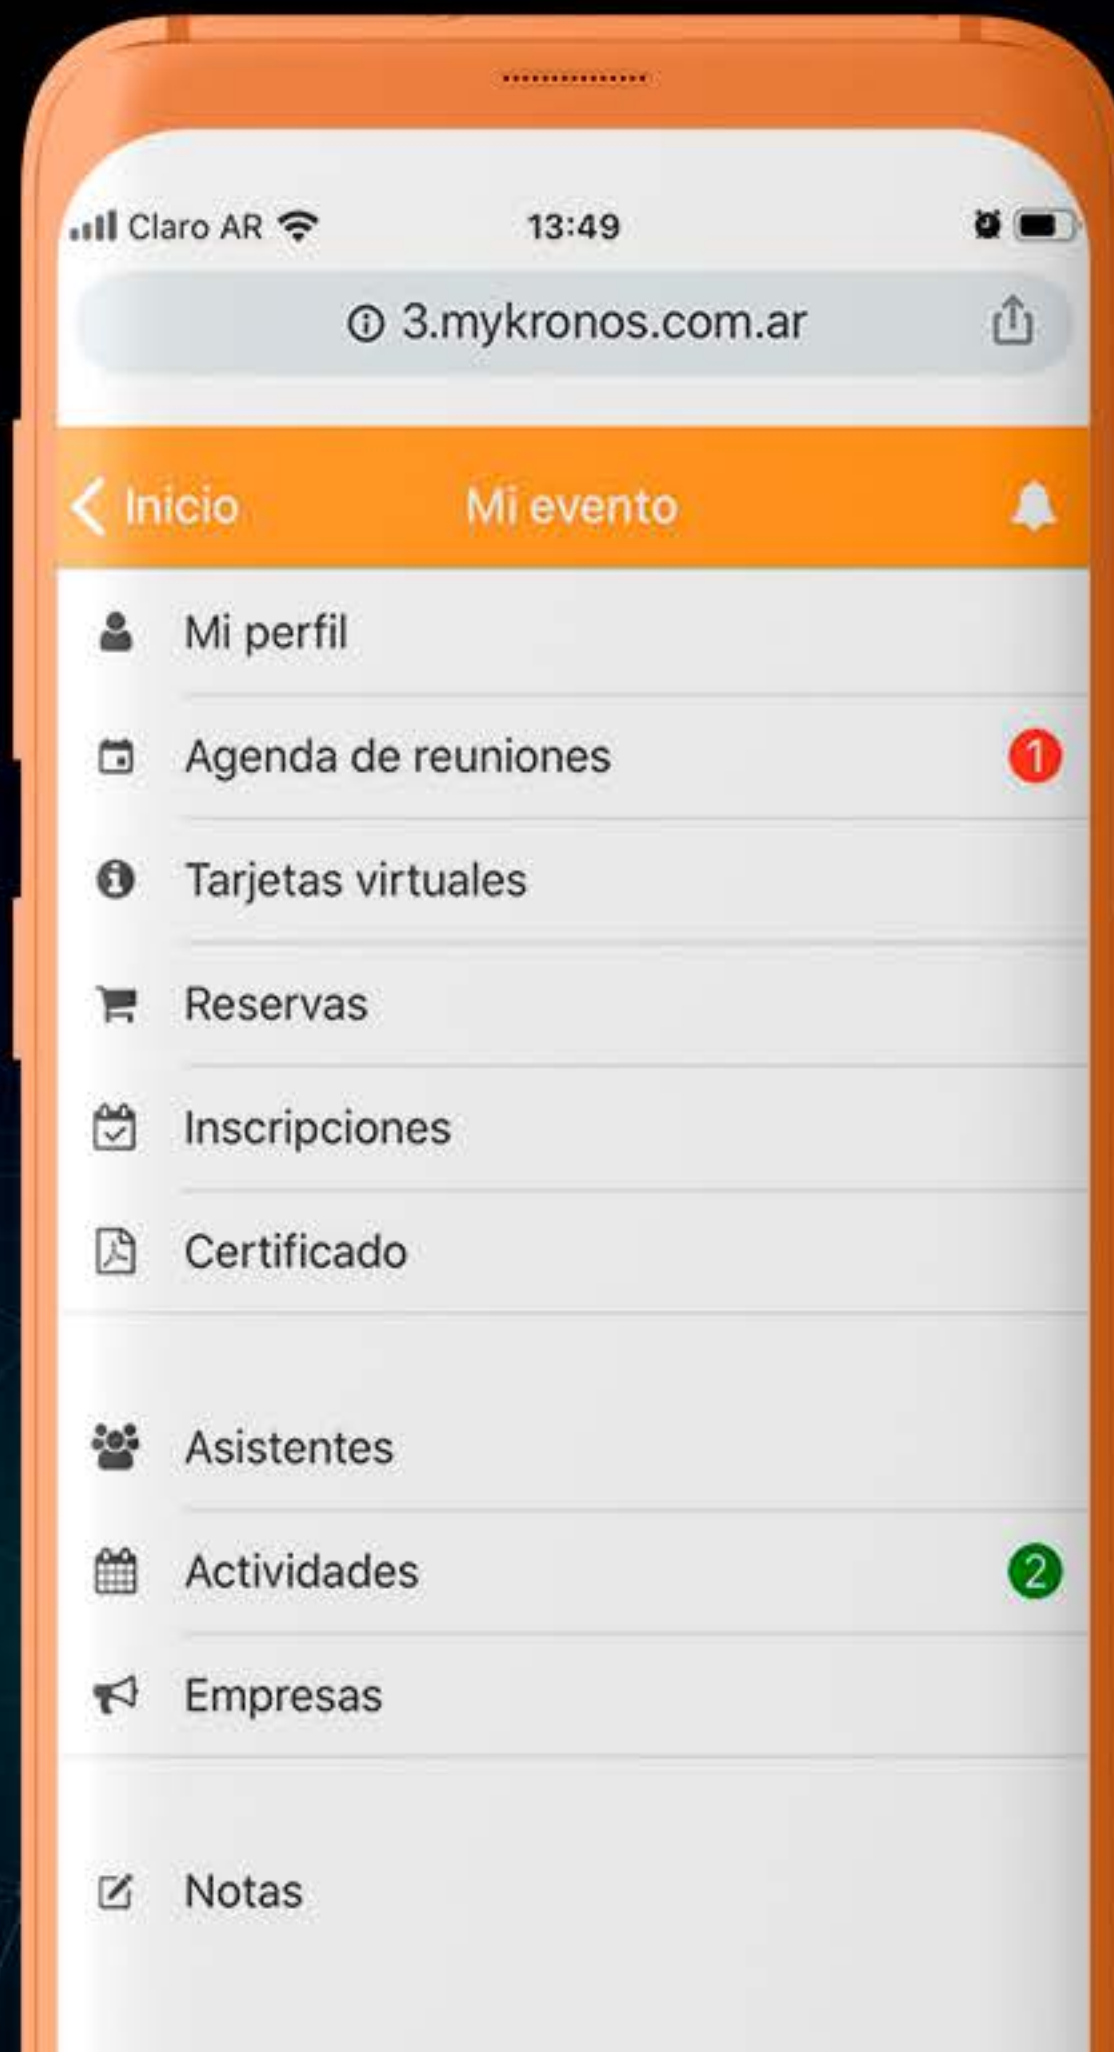 Claro AR 13:49
3.mykronos.com.ar
Inicio Mi evento
Mi perfil
Agenda de reuniones 1
Tarjetas virtuales
Reservas
Inscripciones
Certificado
Asistentes
Actividades 2
Empresas
Notas